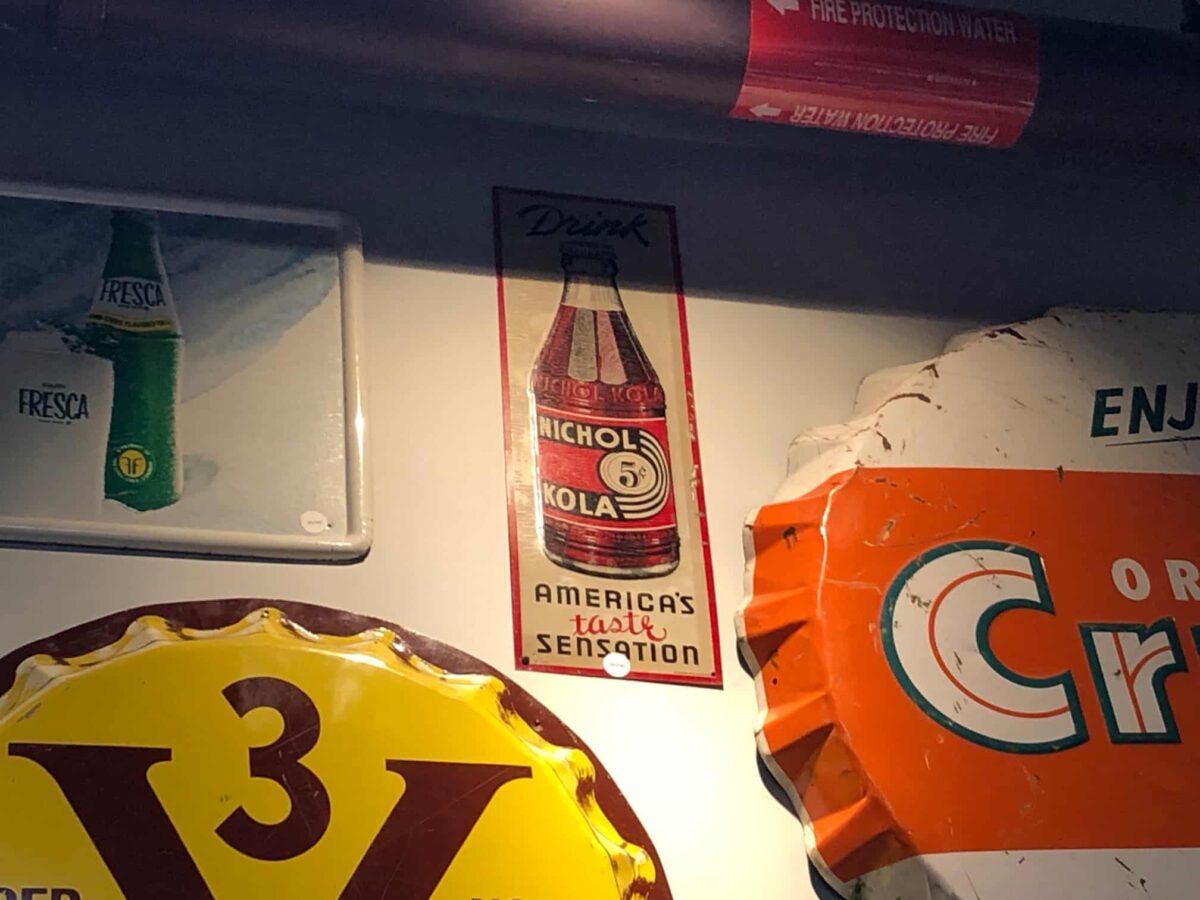 FIRE PROTECTION WATER
FIRE PROTECTION WATER
FRESCA
FRESCA
Drink
NICHOL KOLA
NICHOL
5¢
KOLA
AMERICA'S
taste
SENSATION
ENJ
OR
Cr
3
V